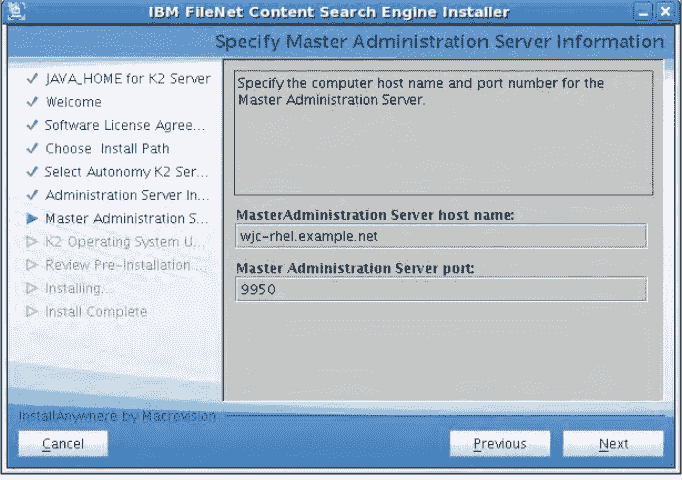 IBM FileNet Content Search Engine Installer
Specify Master Administration Server Information
JAVA_HOME for K2 Server
Welcome
Software License Agree...
Choose Install Path
Select Autonomy K2 Ser...
Administration Server In...
Master Administration S...
K2 Operating System U...
Review Pre-Installation...
Installing...
Install Complete
Specify the computer host name and port number for the
Master Administration Server.
MasterAdministration Server host name:
wjc-rhel.example.net
Master Administration Server port:
9950
InstallAnywhere by Macrovision
Cancel
Previous
Next